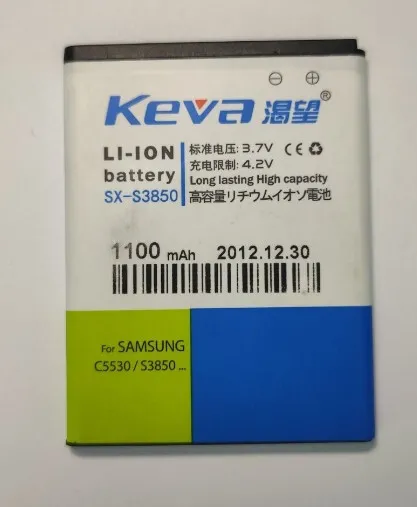 ⊖ ⊕
Keva 渴望®
LI-ION
battery
SX-S3850
标准电压: 3.7V CE
充电限制: 4.2V
Long lasting High capacity
高容量リチウムイオソ電池
1100 mAh 2012.12.30
For SAMSUNG
C5530 / S3850 ...